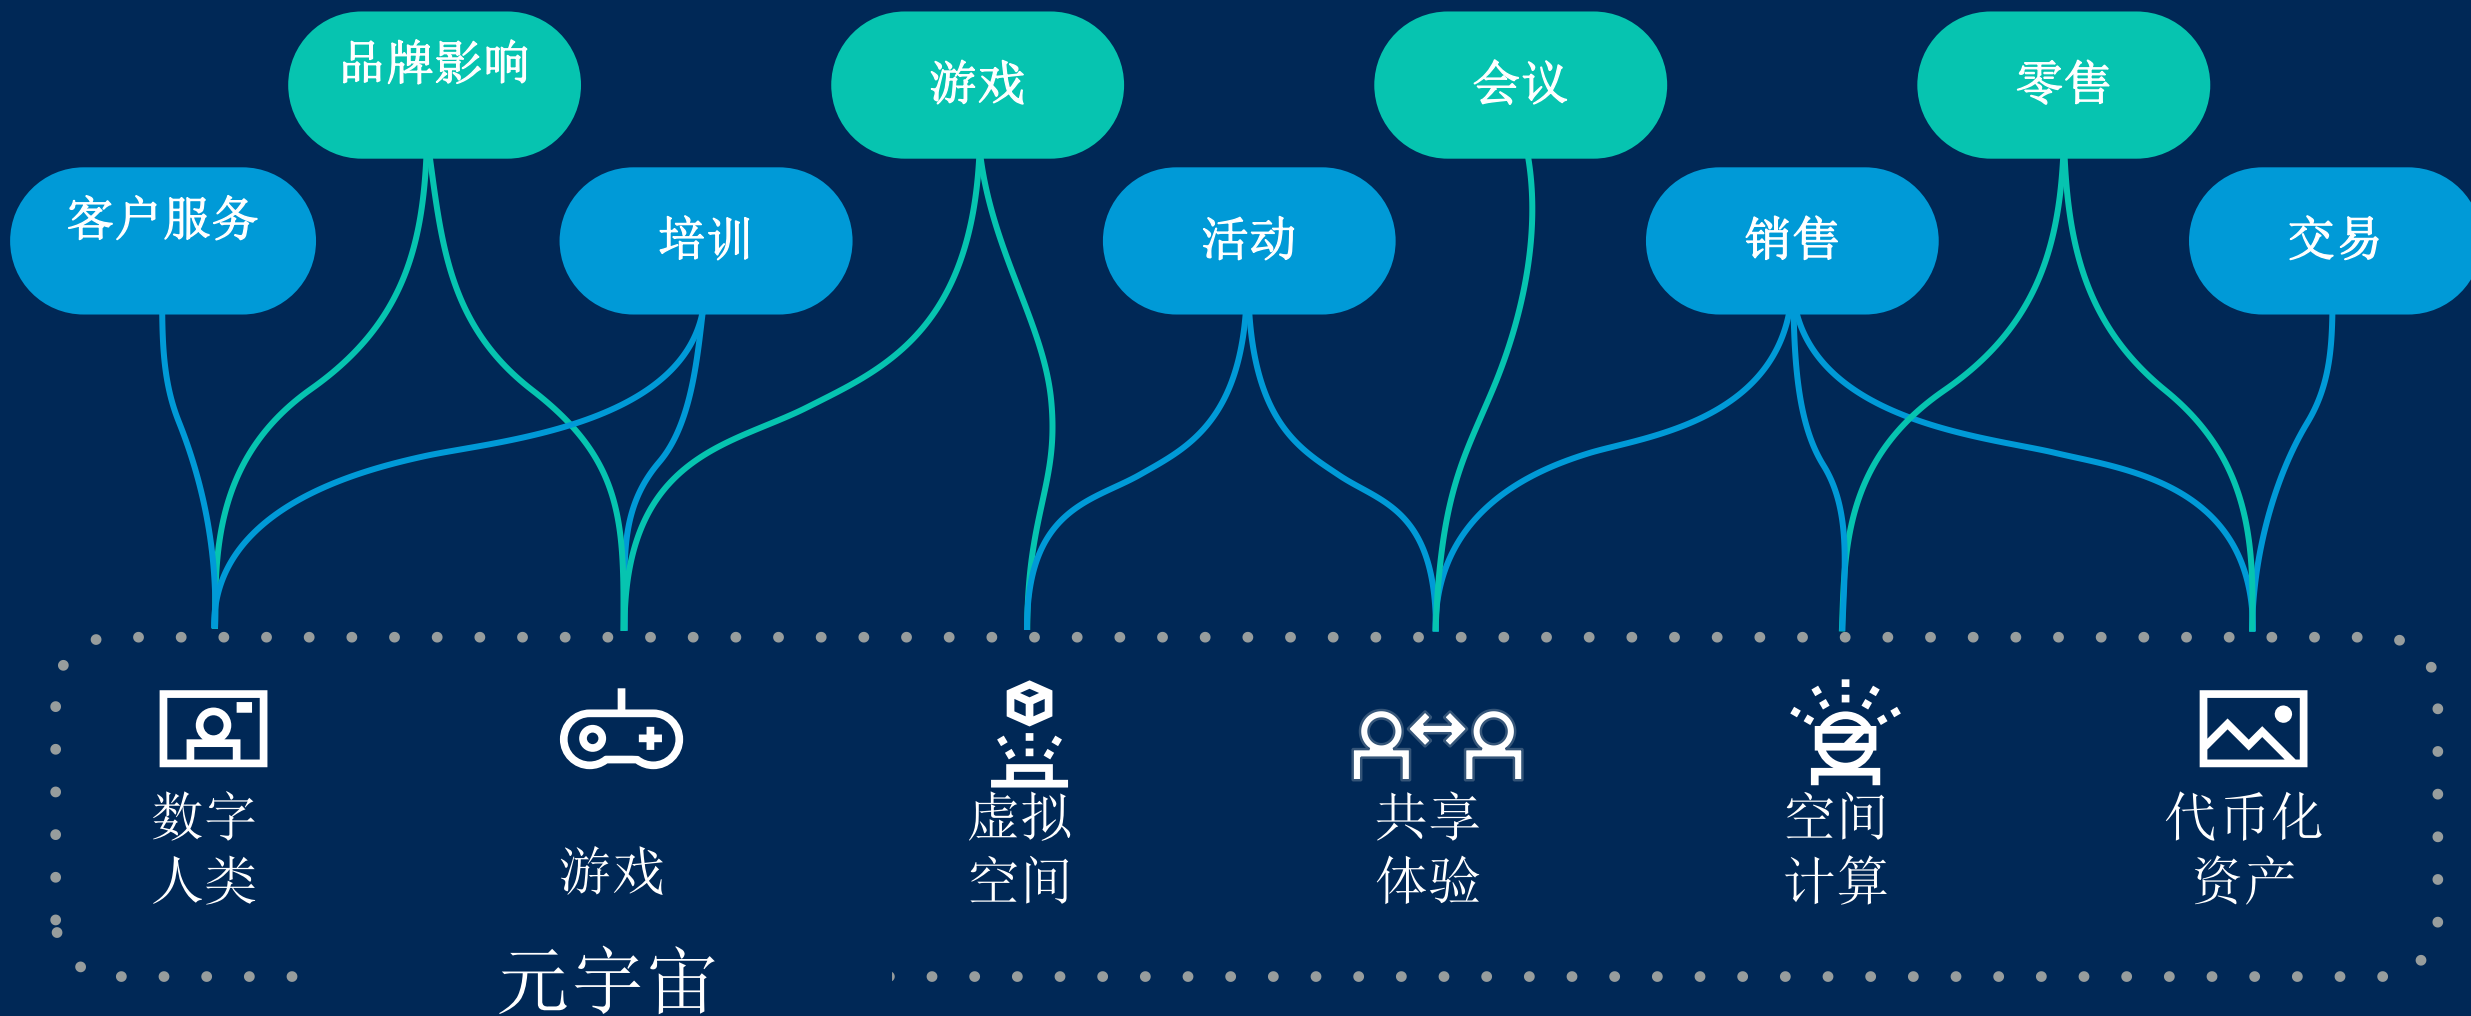 品牌影响
游戏
会议
零售
客户服务
培训
活动
销售
交易
数字
人类
游戏
虚拟
空间
共享
体验
空间
计算
代币化
资产
元宇宙